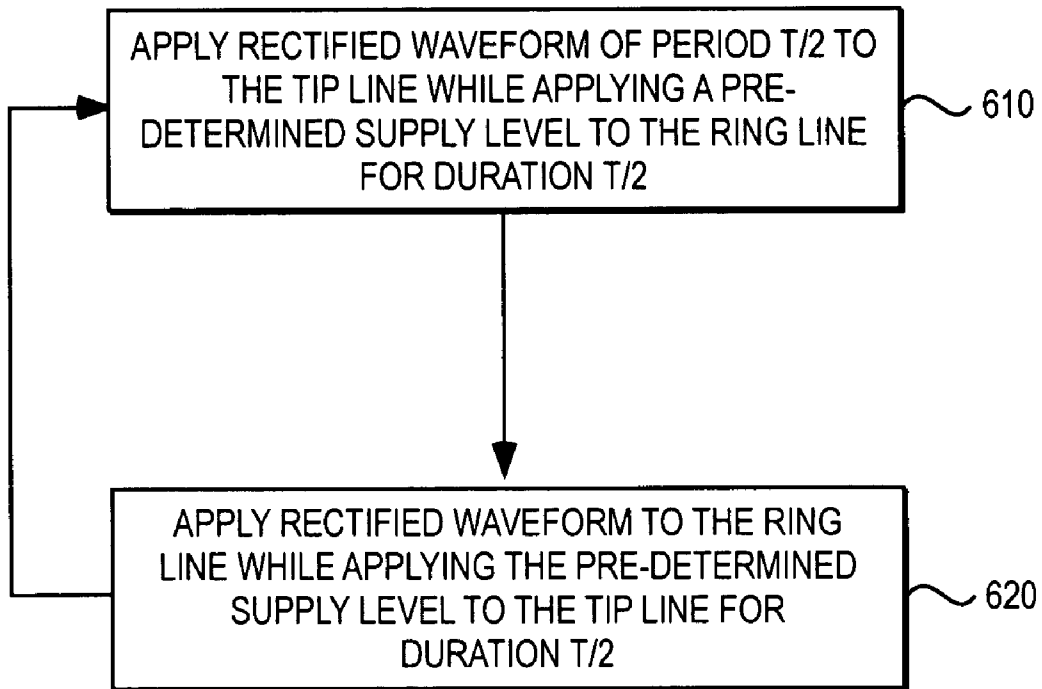 APPLY RECTIFIED WAVEFORM OF PERIOD T/2 TO
THE TIP LINE WHILE APPLYING A PRE-
DETERMINED SUPPLY LEVEL TO THE RING LINE
FOR DURATION T/2
610
APPLY RECTIFIED WAVEFORM TO THE RING
LINE WHILE APPLYING THE PRE-DETERMINED
SUPPLY LEVEL TO THE TIP LINE FOR
DURATION T/2
620